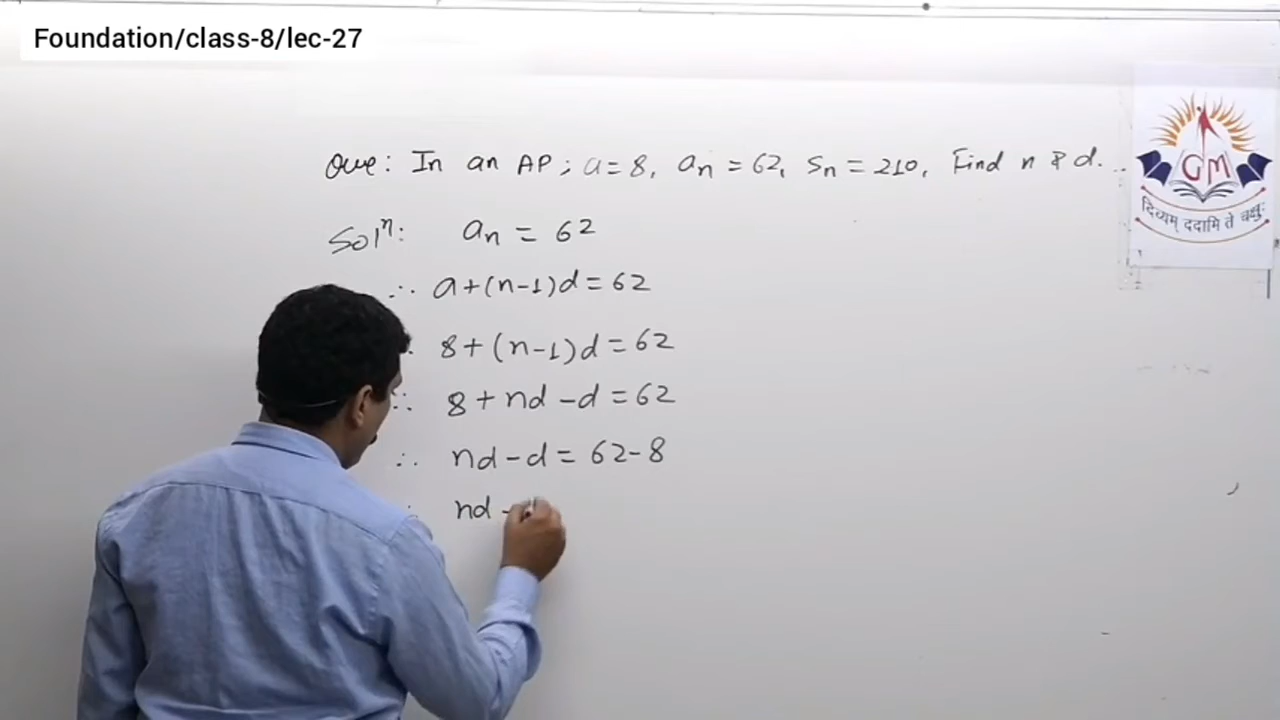 Foundation/class-8/lec-27
Que: In an AP; a=8, an = 62, Sn = 210, Find n & d.
GM
दिव्यम् ददामि ते चक्षुः
Solⁿ: an = 62
∴ a+(n-1)d=62
∴ 8+(n-1)d=62
∴ 8+nd-d=62
∴ nd-d= 62-8
∴ nd -